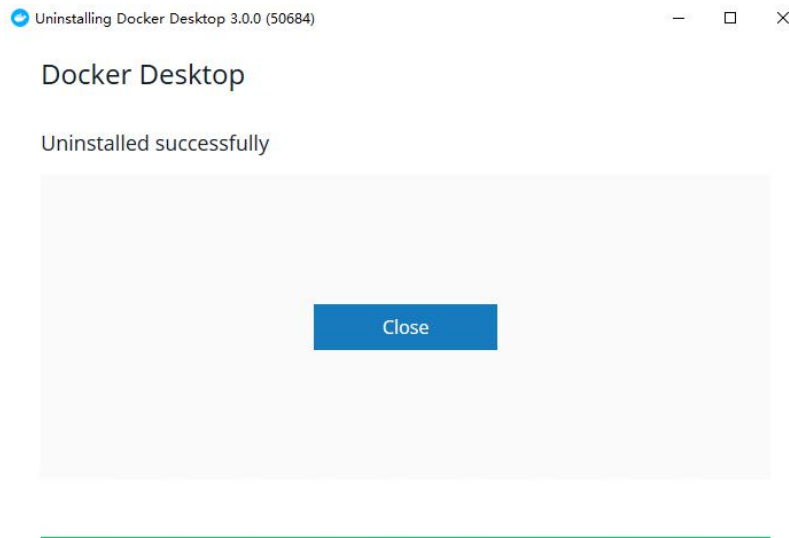 Uninstalling Docker Desktop 3.0.0 (50684)
Docker Desktop
Uninstalled successfully
Close